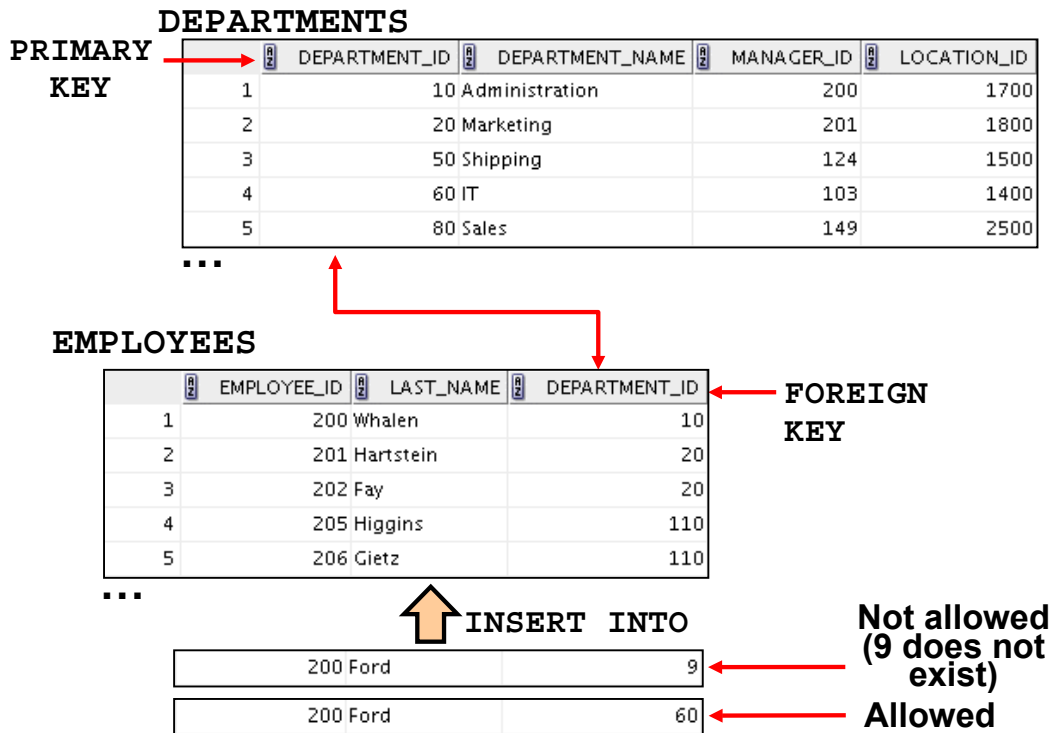 DEPARTMENTS
PRIMARY
KEY
DEPARTMENT_ID DEPARTMENT_NAME MANAGER_ID LOCATION_ID
1 10 Administration 200 1700
2 20 Marketing 201 1800
3 50 Shipping 124 1500
4 60 IT 103 1400
5 80 Sales 149 2500
...
EMPLOYEES
EMPLOYEE_ID LAST_NAME DEPARTMENT_ID
FOREIGN
KEY
1 200 Whalen 10
2 201 Hartstein 20
3 202 Fay 20
4 205 Higgins 110
5 206 Gietz 110
...
INSERT INTO
Not allowed
(9 does not
exist)
200 Ford 9
200 Ford 60
Allowed